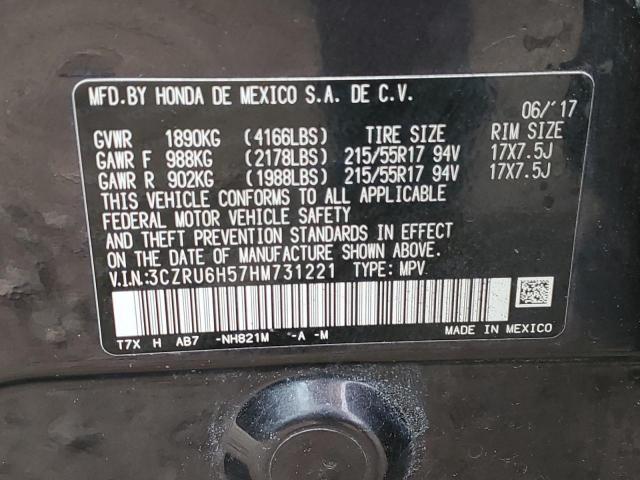 MFD.BY HONDA DE MEXICO S.A. DE C.V.
06/'17
GVWR 1890KG (4166LBS) TIRE SIZE RIM SIZE
GAWR F 988KG (2178LBS) 215/55R17 94V 17X7.5J
GAWR R 902KG (1988LBS) 215/55R17 94V 17X7.5J
THIS VEHICLE CONFORMS TO ALL APPLICABLE
FEDERAL MOTOR VEHICLE SAFETY
AND THEFT PREVENTION STANDARDS IN EFFECT
ON THE DATE OF MANUFACTURE SHOWN ABOVE.
V.I.N:3CZRU6H57HM731221 TYPE: MPV
T7X H AB7 -NH821M -A -M MADE IN MEXICO